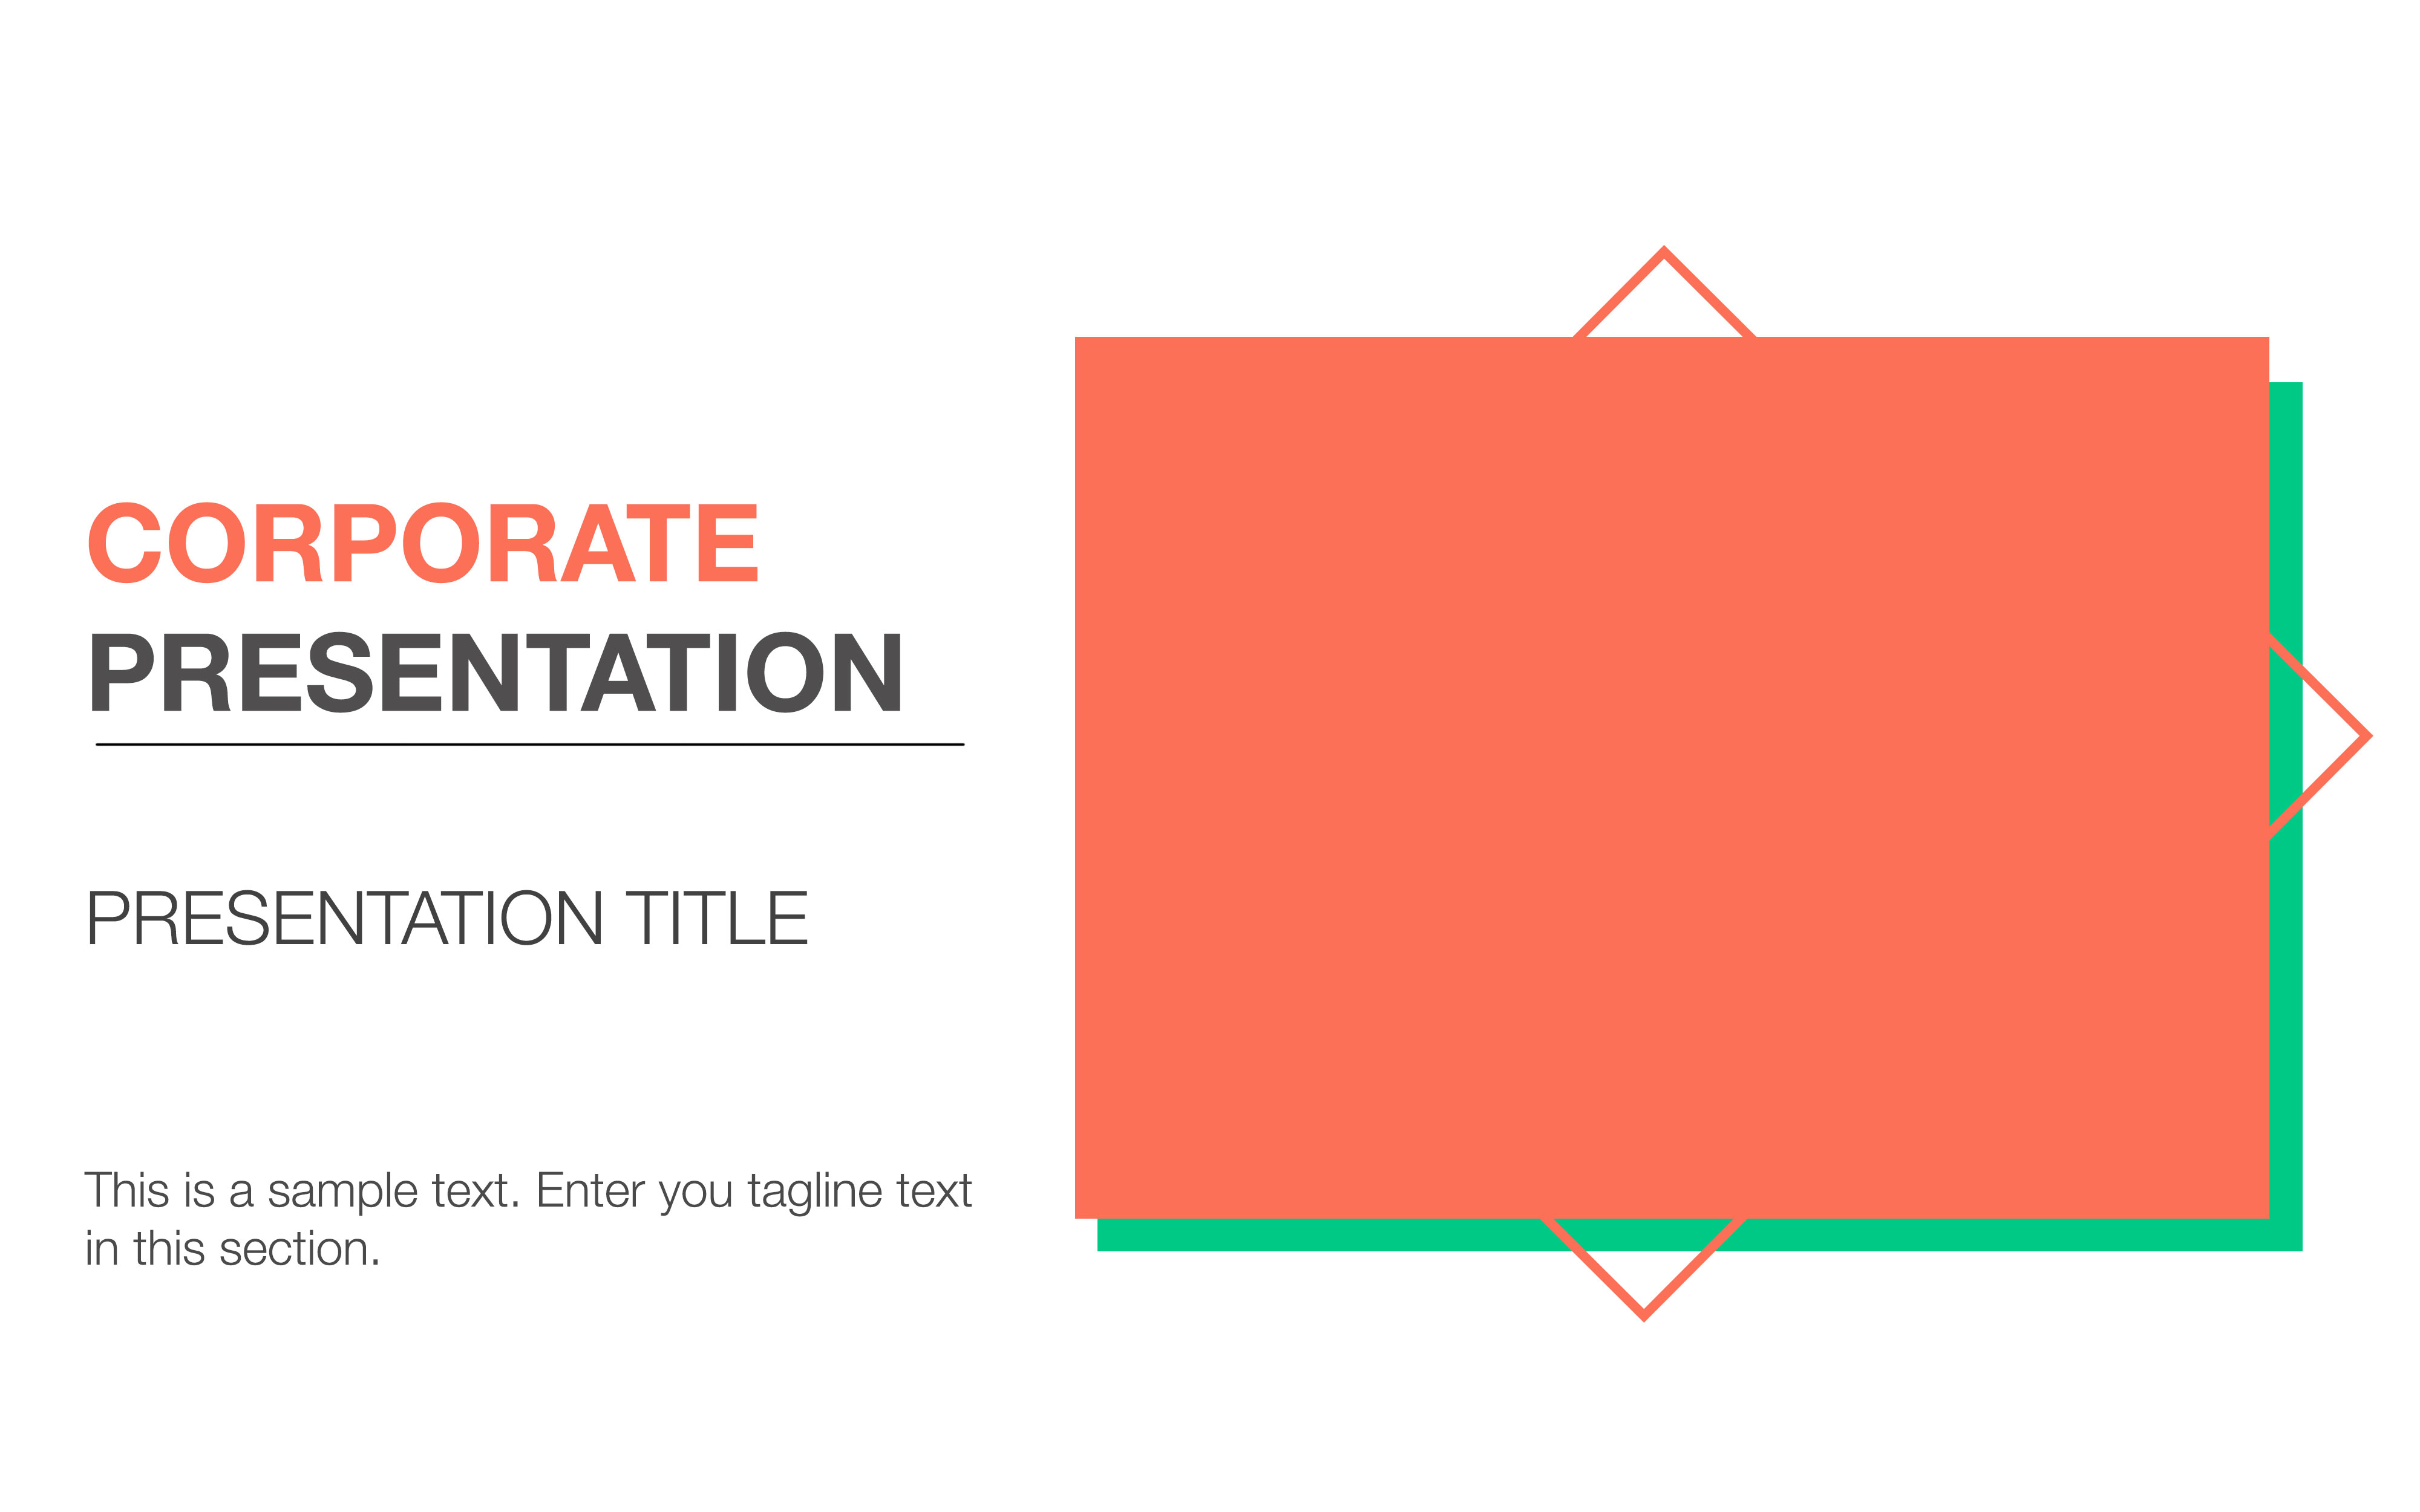 CORPORATE
PRESENTATION
PRESENTATION TITLE
This is a sample text. Enter you tagline text
in this section.